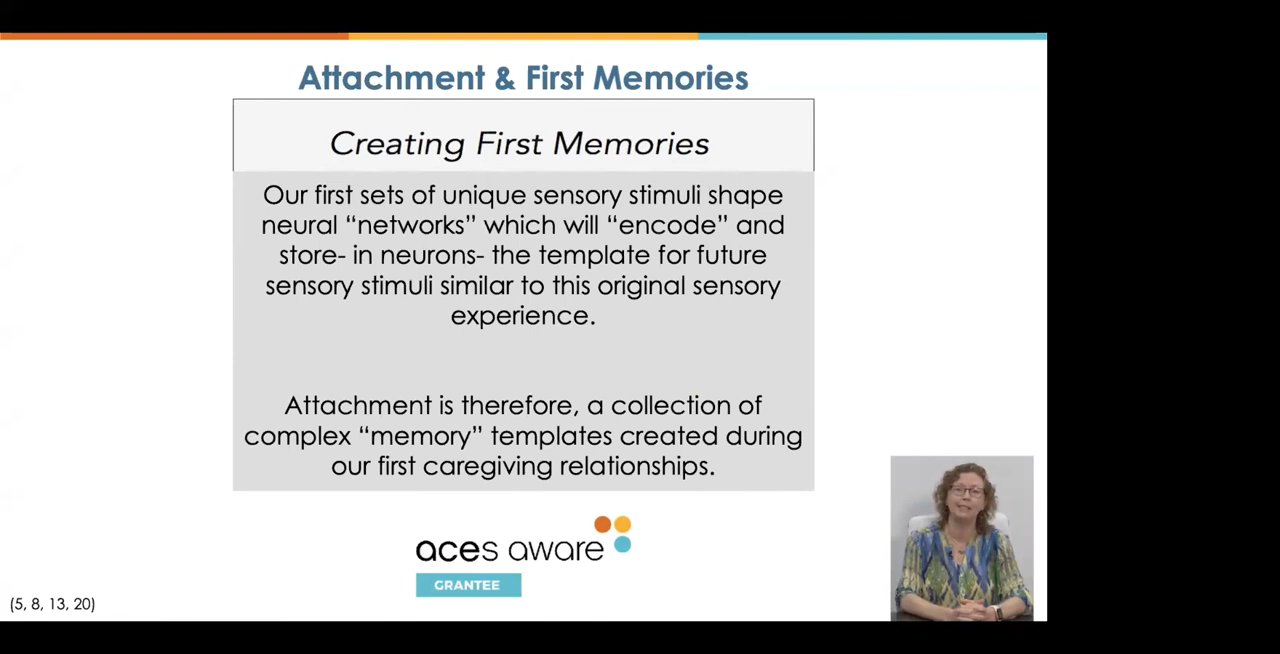 Attachment & First Memories
Creating First Memories
Our first sets of unique sensory stimuli shape
neural “networks” which will “encode” and
store- in neurons- the template for future
sensory stimuli similar to this original sensory
experience.
Attachment is therefore, a collection of
complex “memory” templates created during
our first caregiving relationships.
aces aware
GRANTEE
(5, 8, 13, 20)